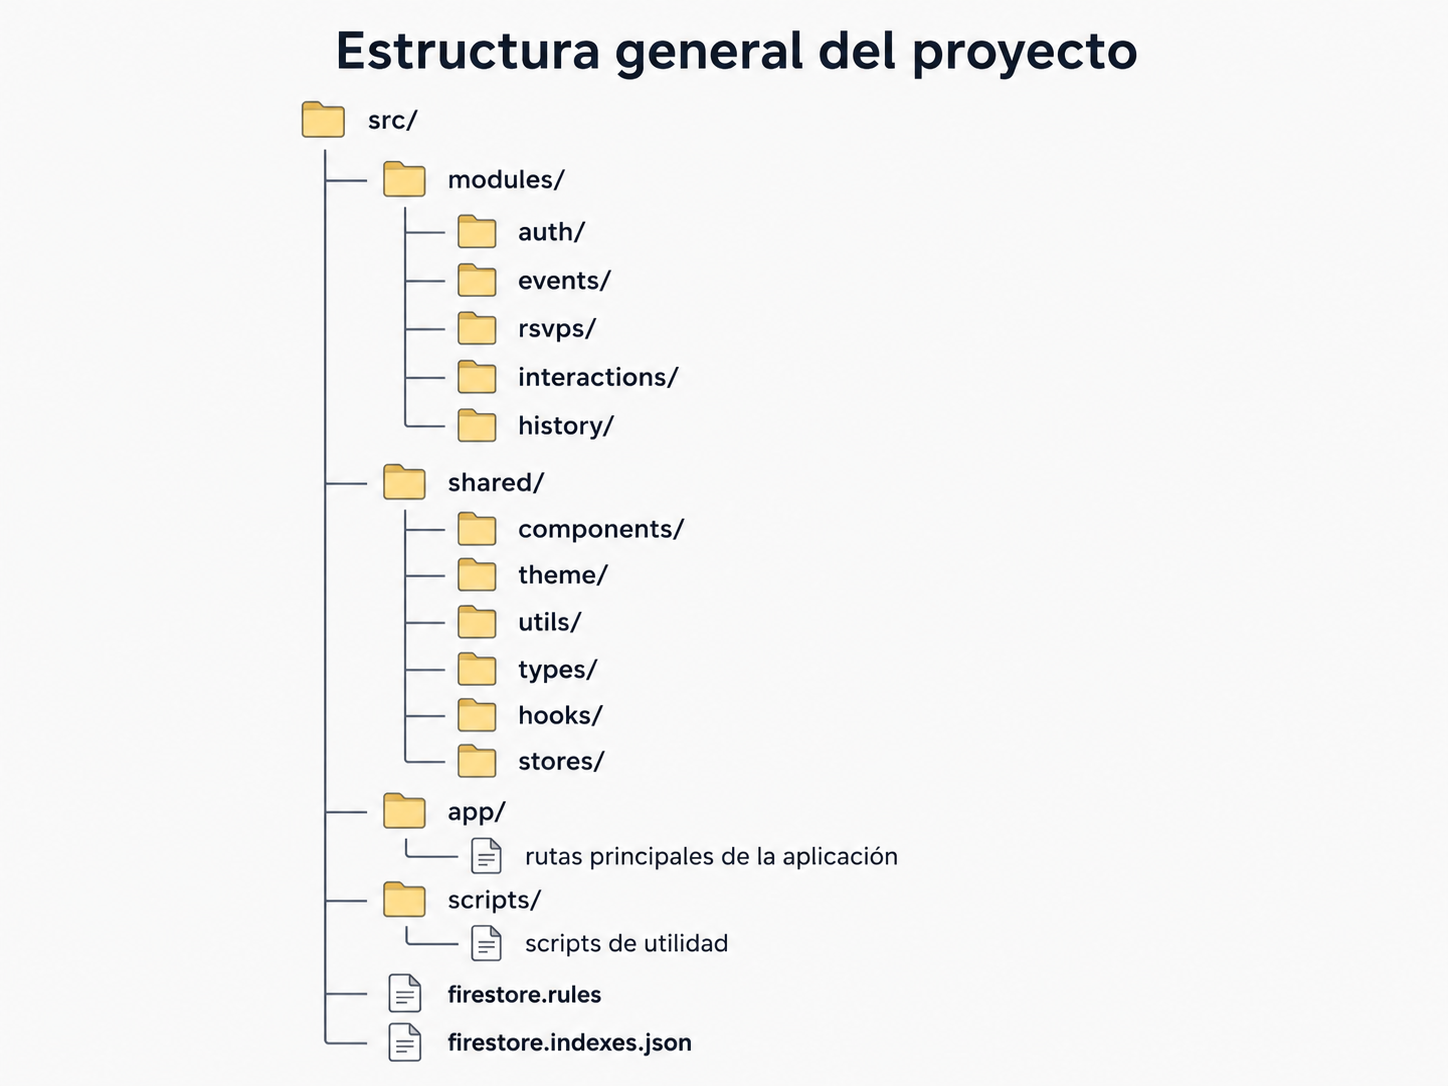 Estructura general del proyecto
src/
modules/
auth/
events/
rsvps/
interactions/
history/
shared/
components/
theme/
utils/
types/
hooks/
stores/
app/
rutas principales de la aplicación
scripts/
scripts de utilidad
firestore.rules
firestore.indexes.json